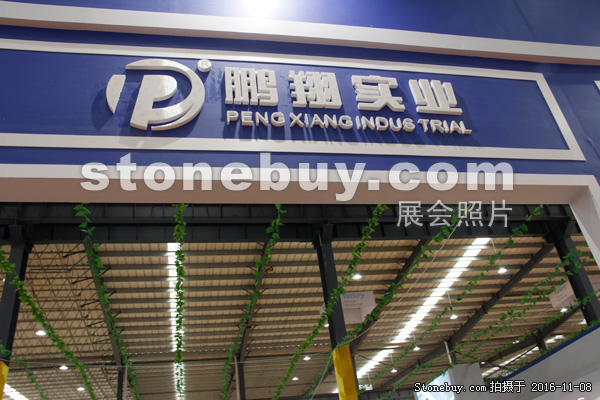 鹏翔实业
PENG XIANG INDUS TRIAL
stonebuy.com
展会照片
Stonebuy.com 拍摄于 2016-11-08